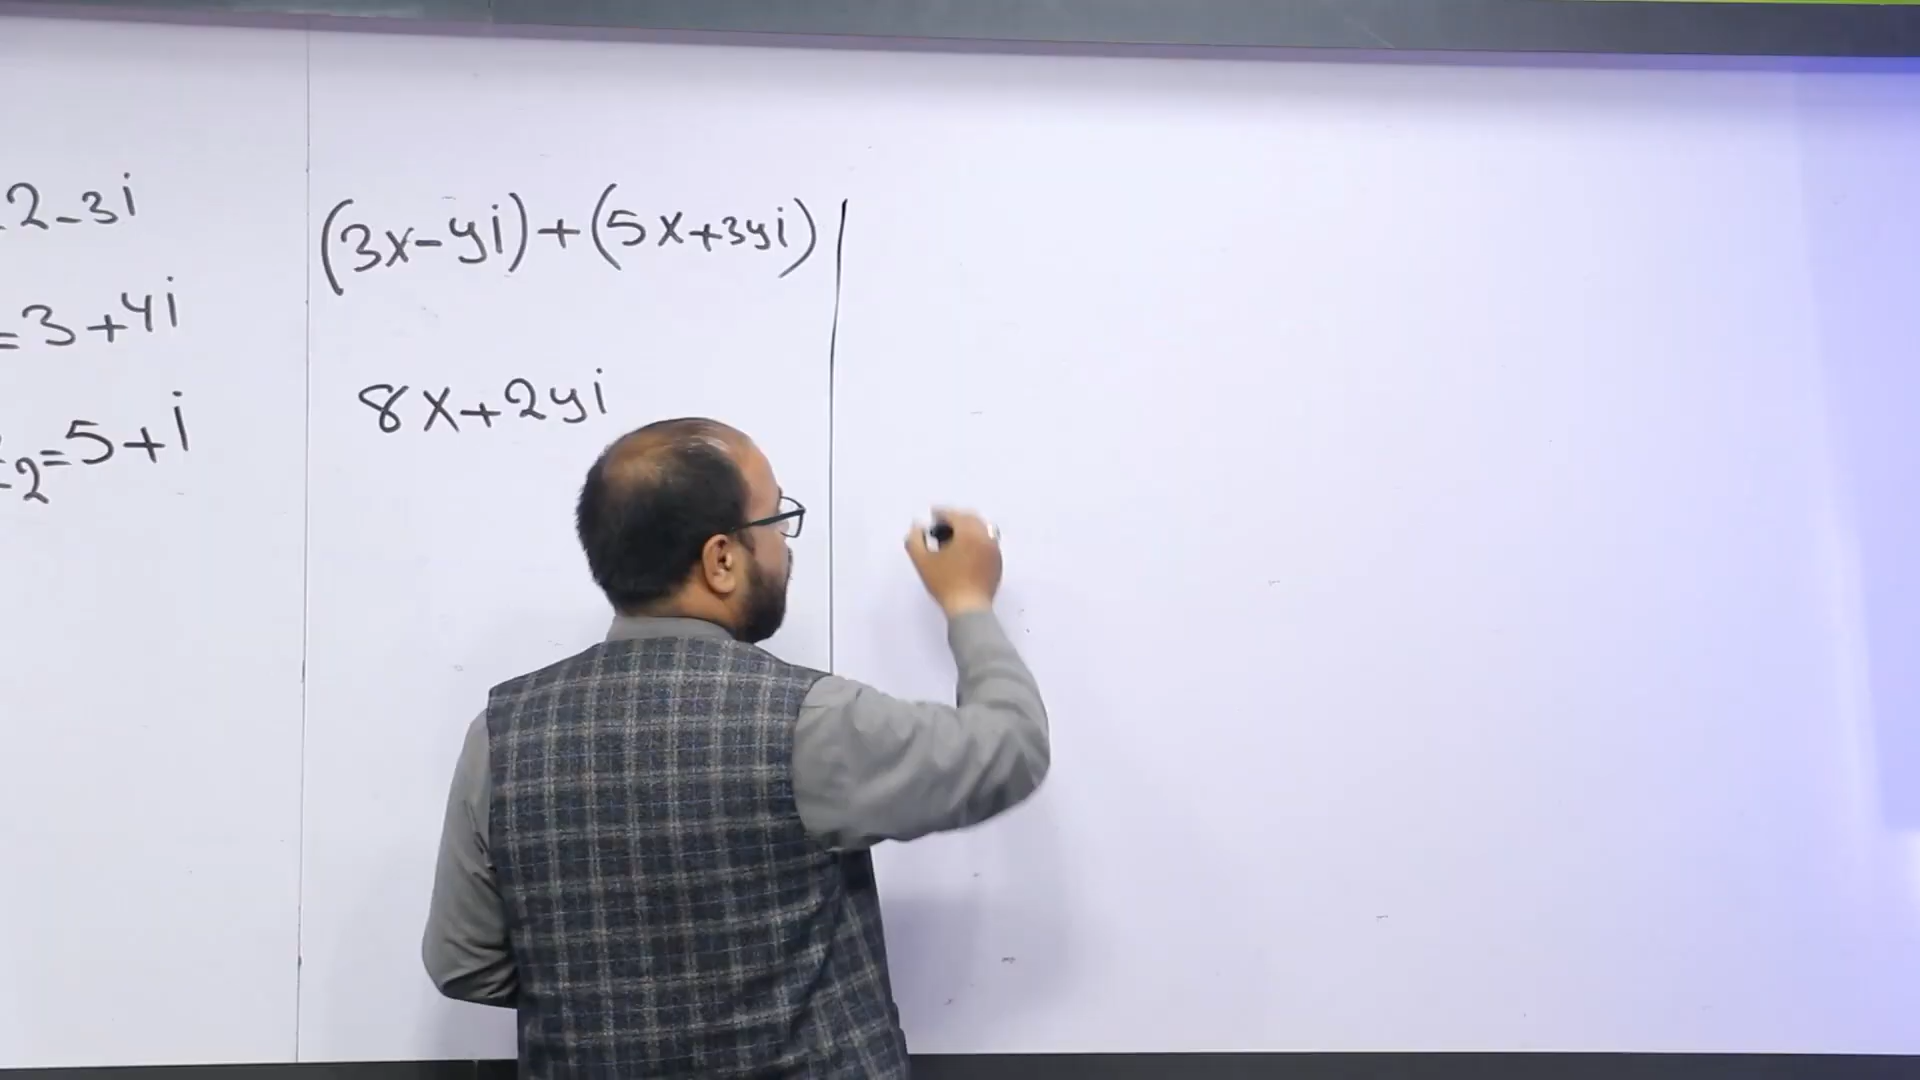 2-3i
=3+4i
2=5+i
(3x-yi)+(5x+3yi)
8x+2yi